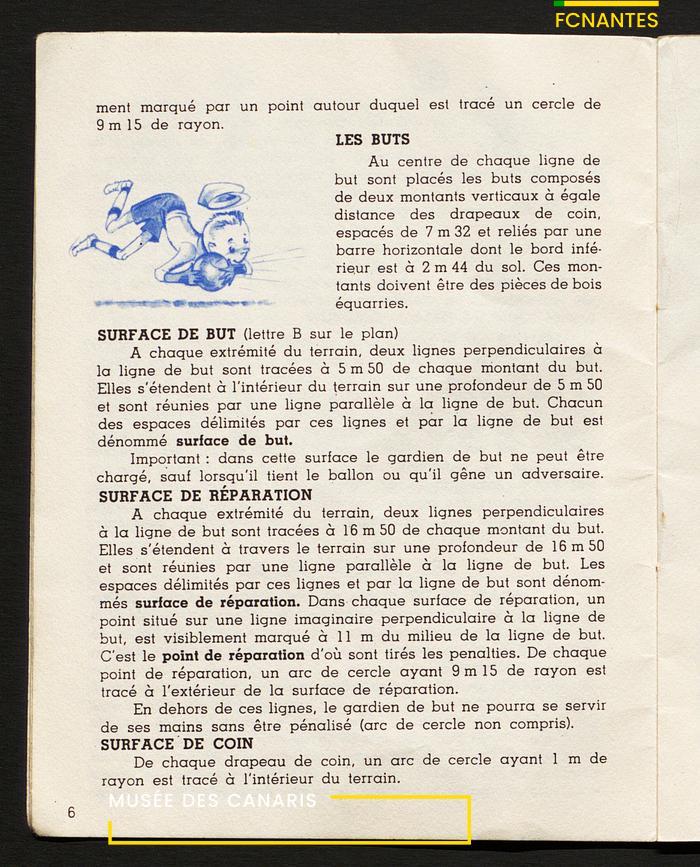 FCNANTES
ment marqué par un point autour duquel est tracé un cercle de
9 m 15 de rayon.
LES BUTS
Au centre de chaque ligne de
but sont placés les buts composés
de deux montants verticaux à égale
distance des drapeaux de coin,
espacés de 7 m 32 et reliés par une
barre horizontale dont le bord infé-
rieur est à 2 m 44 du sol. Ces mon-
tants doivent être des pièces de bois
équarries.
SURFACE DE BUT (lettre B sur le plan)
A chaque extrémité du terrain, deux lignes perpendiculaires à
la ligne de but sont tracées à 5 m 50 de chaque montant du but.
Elles s'étendent à l'intérieur du terrain sur une profondeur de 5 m 50
et sont réunies par une ligne parallèle à la ligne de but. Chacun
des espaces délimités par ces lignes et par la ligne de but est
dénommé surface de but.
Important : dans cette surface le gardien de but ne peut être
chargé, sauf lorsqu'il tient le ballon ou qu'il gêne un adversaire.
SURFACE DE RÉPARATION
A chaque extrémité du terrain, deux lignes perpendiculaires
à la ligne de but sont tracées à 16 m 50 de chaque montant du but.
Elles s'étendent à travers le terrain sur une profondeur de 16 m 50
et sont réunies par une ligne parallèle à la ligne de but. Les
espaces délimités par ces lignes et par la ligne de but sont dénom-
més surface de réparation. Dans chaque surface de réparation, un
point situé sur une ligne imaginaire perpendiculaire à la ligne de
but, est visiblement marqué à 11 m du milieu de la ligne de but.
C'est le point de réparation d'où sont tirés les penalties. De chaque
point de réparation, un arc de cercle ayant 9 m 15 de rayon est
tracé à l'extérieur de la surface de réparation.
En dehors de ces lignes, le gardien de but ne pourra se servir
de ses mains sans être pénalisé (arc de cercle non compris).
SURFACE DE COIN
De chaque drapeau de coin, un arc de cercle ayant 1 m de
rayon est tracé à l'intérieur du terrain.
MUSÉE DES CANARIS
6